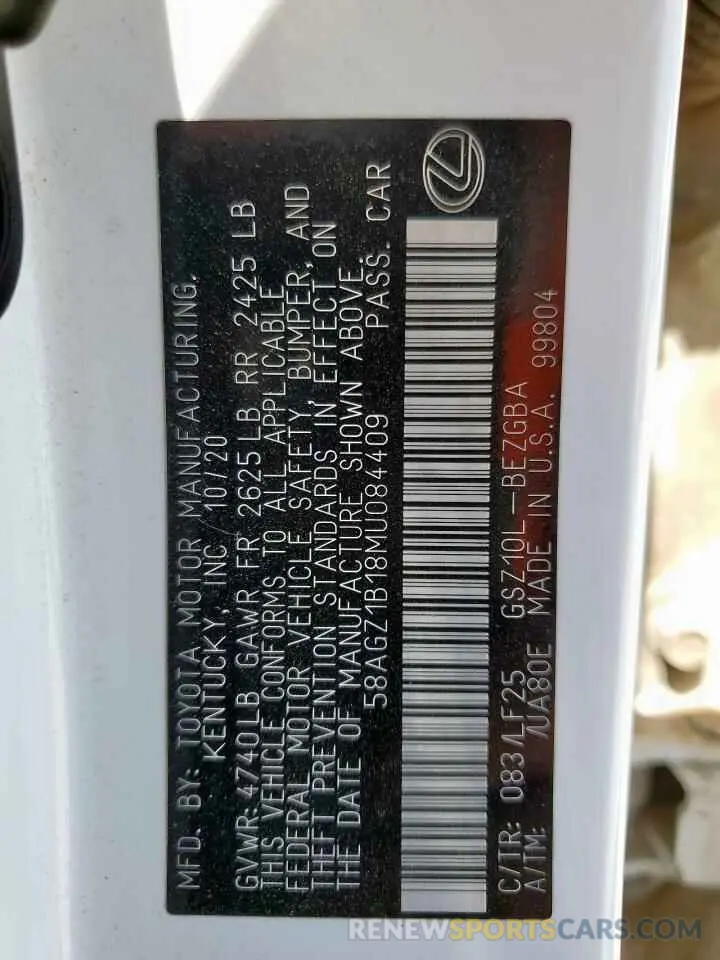 MFD. BY: TOYOTA MOTOR MANUFACTURING,
KENTUCKY, INC 10/20
GVWR 4740LB GAWR FR 2625LB RR 2425 LB
THIS VEHICLE CONFORMS TO ALL APPLICABLE
FEDERAL MOTOR VEHICLE SAFETY, BUMPER, AND
THEFT PREVENTION STANDARDS IN EFFECT ON
THE DATE OF MANUFACTURE SHOWN ABOVE.
58AGZ1B18MU084409 PASS. CAR
C/TR: 083/LF25 GSZ10L-BEZGBA
A/TM: /UA80E MADE IN U.S.A. 99804
RENEWSPORTSCARS.COM